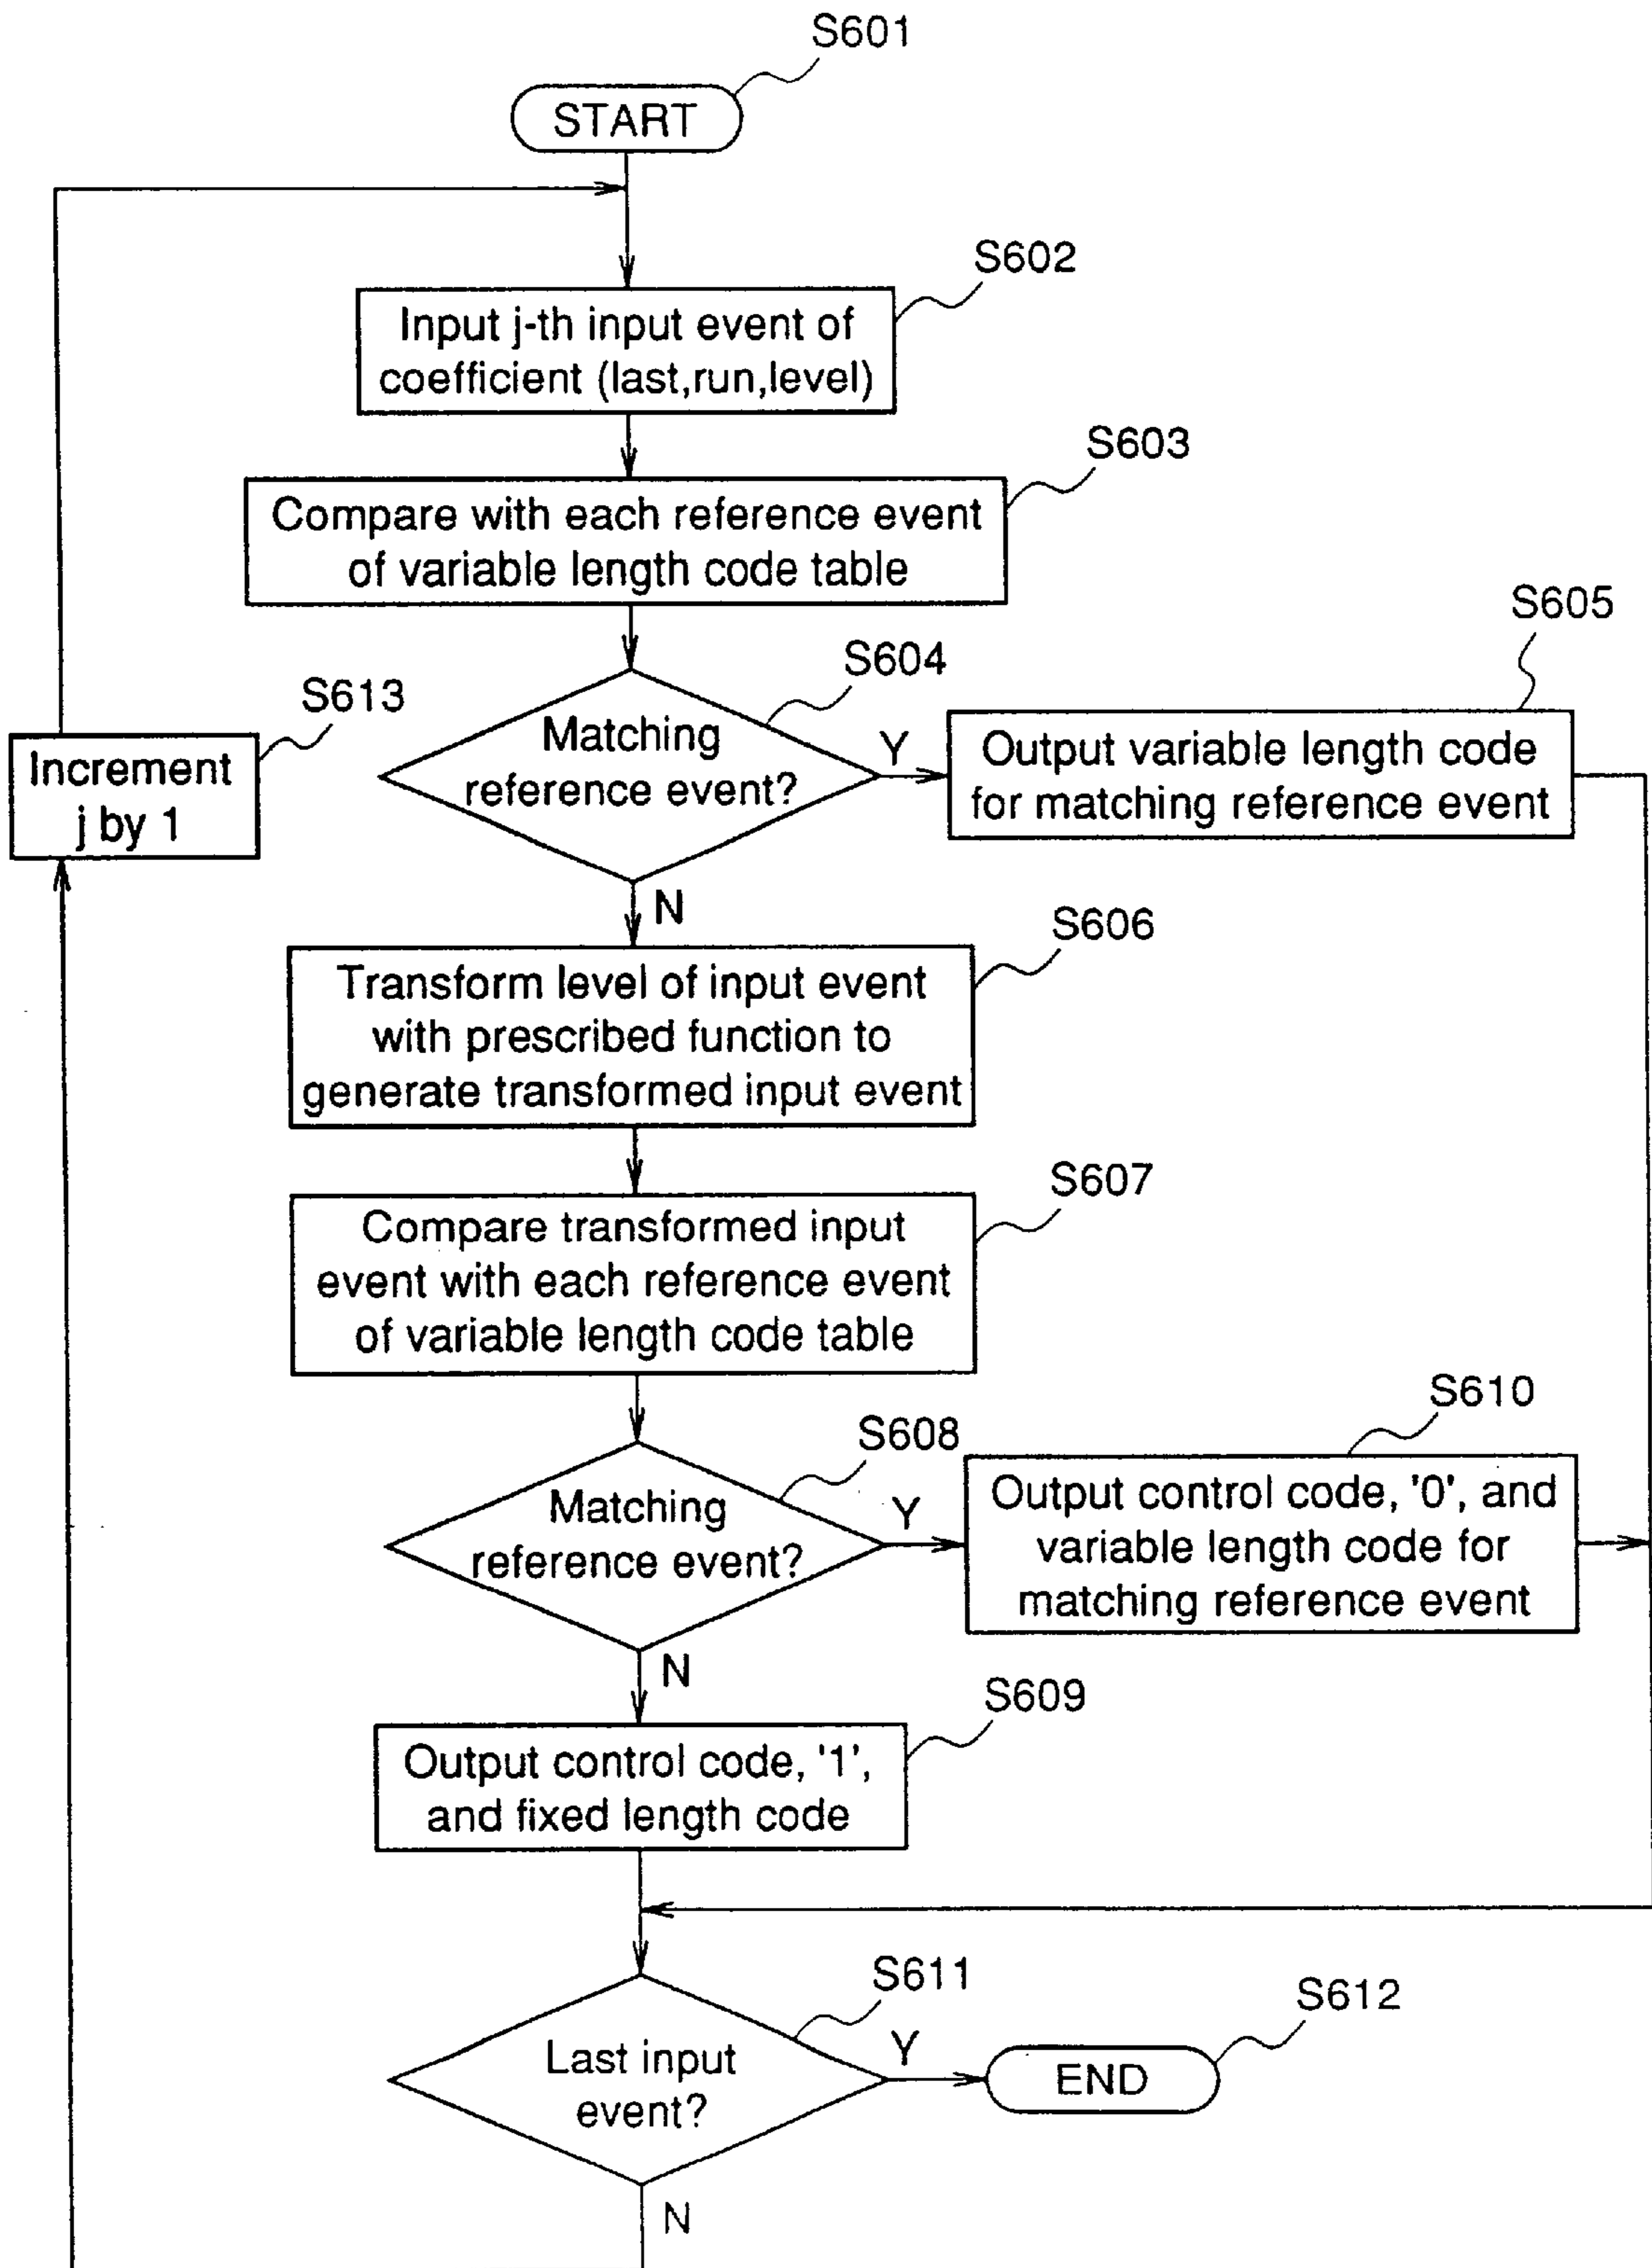 S601
START
S602
Input j-th input event of
coefficient (last,run,level)
S603
Compare with each reference event
of variable length code table
S604
Matching
reference event?
Y
S605
Output variable length code
for matching reference event
S613
Increment
j by 1
N
S606
Transform level of input event
with prescribed function to
generate transformed input event
S607
Compare transformed input
event with each reference event
of variable length code table
S608
Matching
reference event?
Y
S610
Output control code, '0', and
variable length code for
matching reference event
N
S609
Output control code, '1',
and fixed length code
S611
Last input
event?
Y
S612
END
N